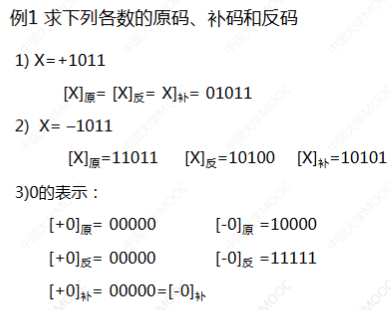 例1 求下列各数的原码、补码和反码
1) X=+1011
[X]原= [X]反= X]补= 01011
2) X= –1011
[X]原=11011 [X]反=10100 [X]补=10101
3)0的表示：
[+0]原= 00000 [-0]原 =10000
[+0]反= 00000 [-0]反 =11111
[+0]补= 00000=[-0]补